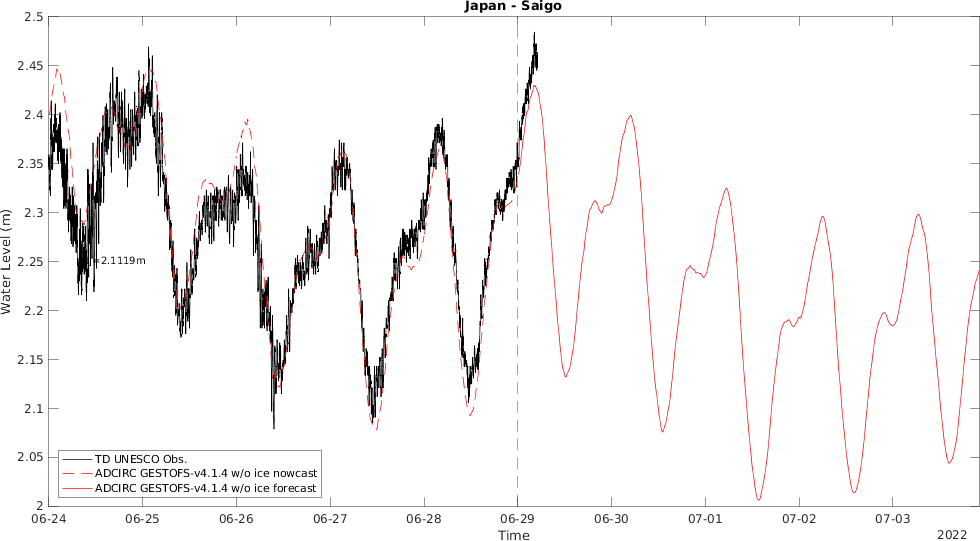 Japan - Saigo
2.5
2.45
2.4
2.35
2.3
2.25
2.2
2.15
2.1
2.05
2
Water Level (m)
=2.1119m
TD UNESCO Obs.
ADCIRC GESTOFS-v4.1.4 w/o ice nowcast
ADCIRC GESTOFS-v4.1.4 w/o ice forecast
06-24 06-25 06-26 06-27 06-28 06-29 06-30 07-01 07-02 07-03
Time
2022